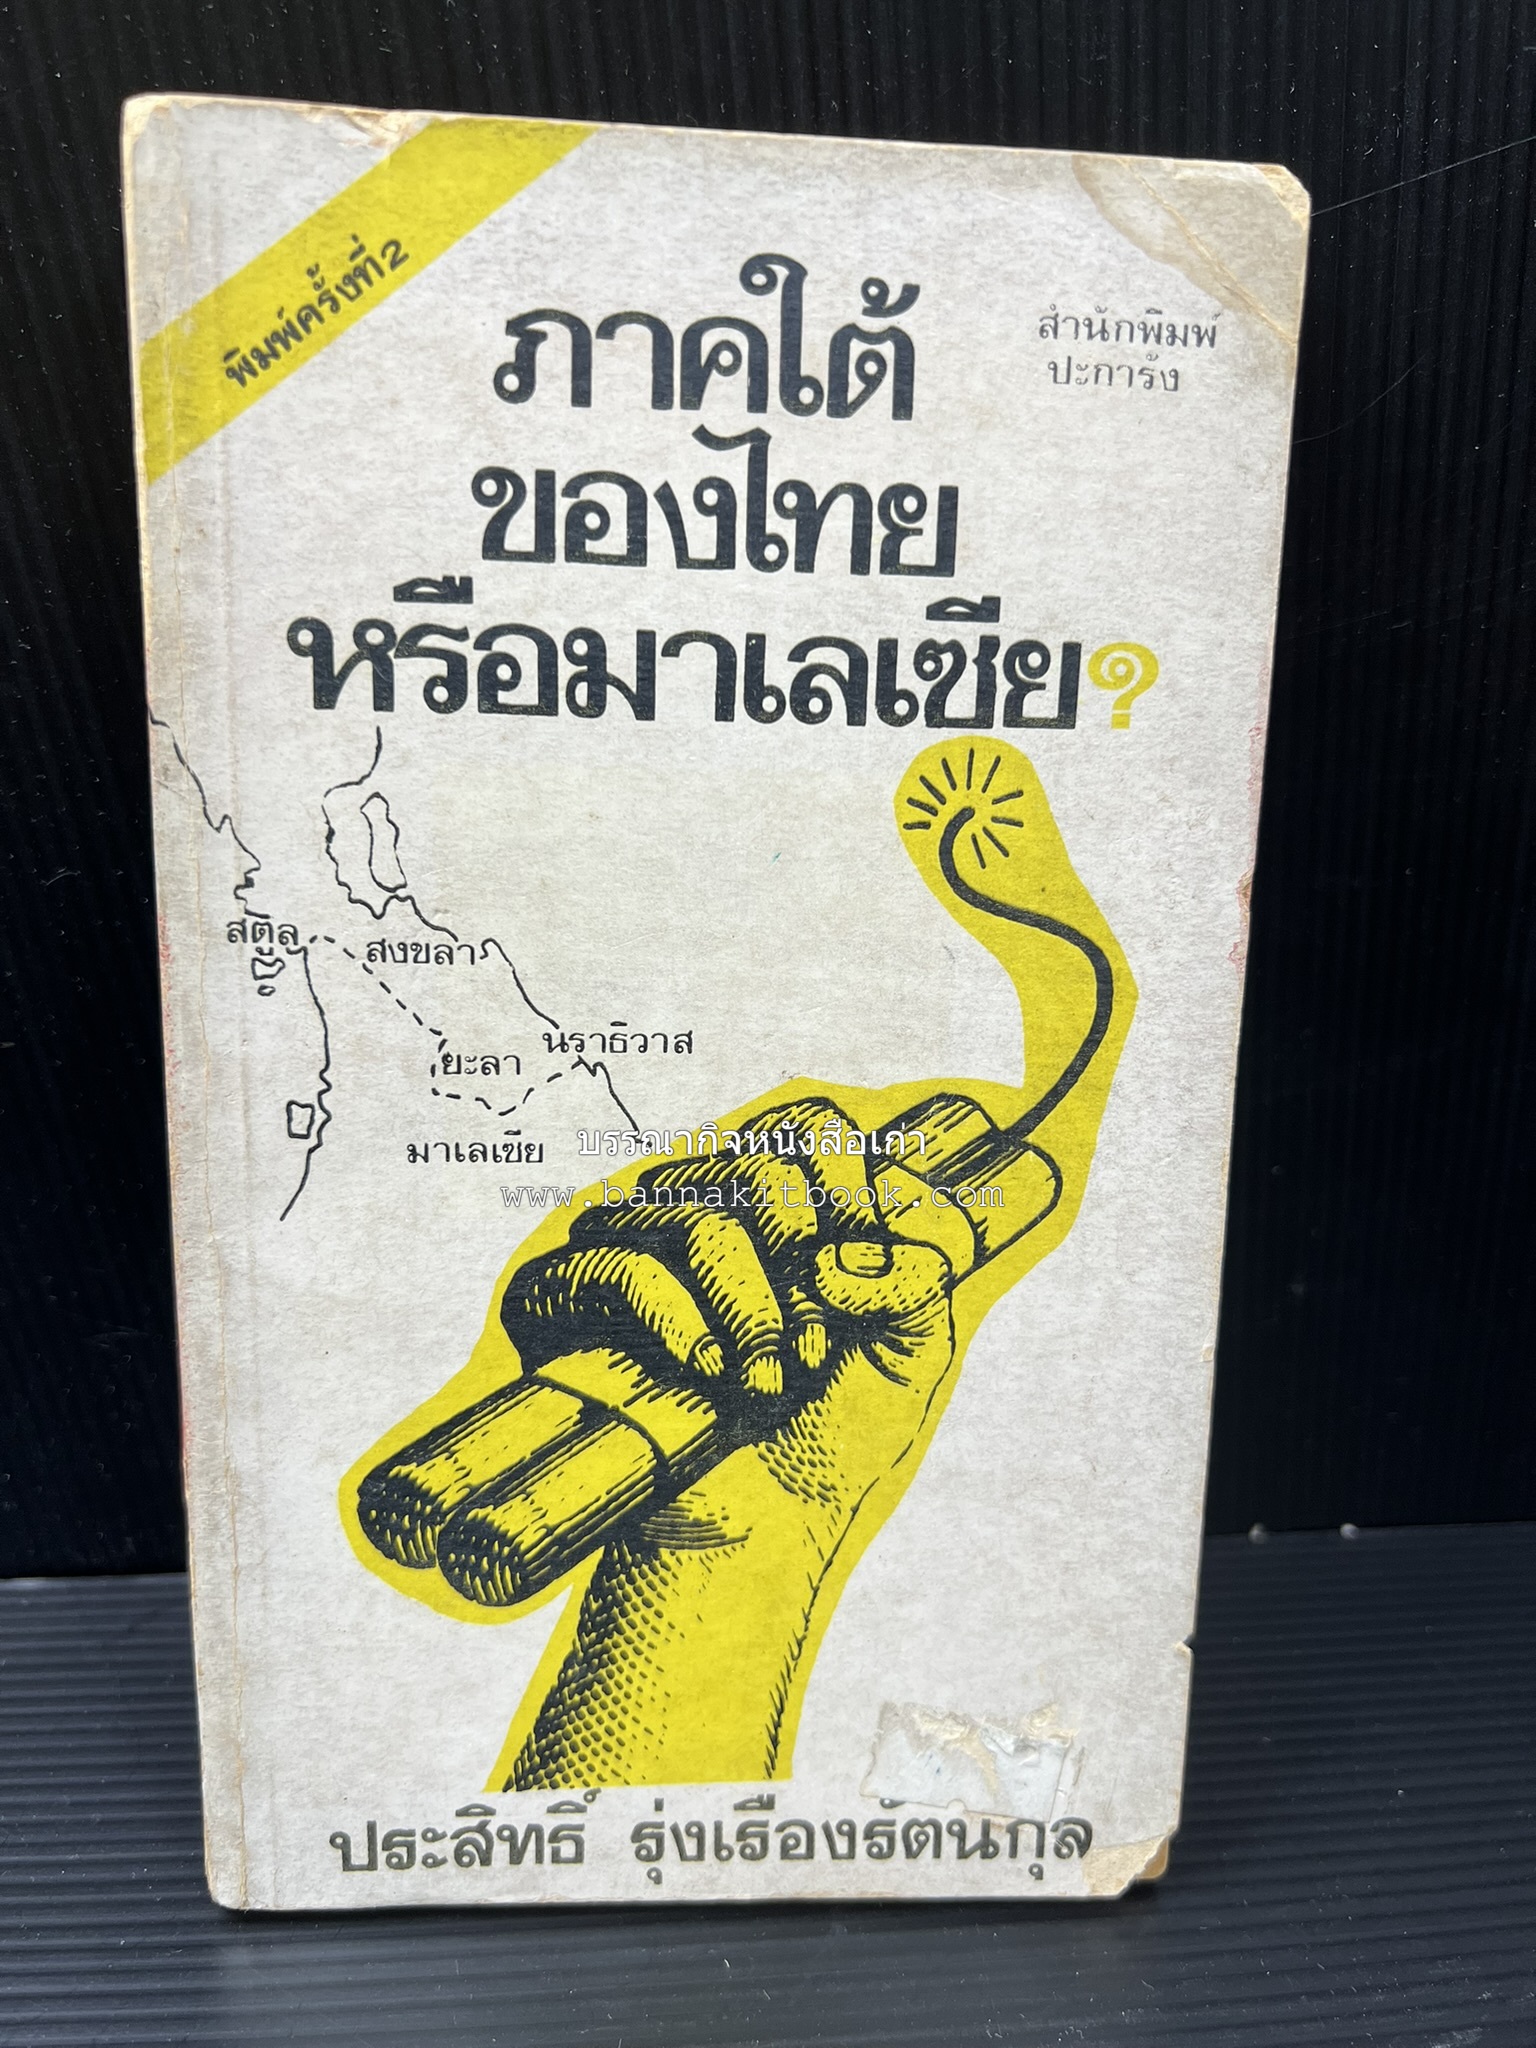 พิมพ์ครั้งที่ 2
สำนักพิมพ์
ปะการัง
ภาคใต้
ของไทย
หรือมาเลเซีย?
สตูล
สงขลา
นราธิวาส
ยะลา
มาเลเซีย
บรรณากิจหนังสือเก่า
www.bannakitbook.com
ประสิทธิ์ รุ่งเรืองรัตนกุล